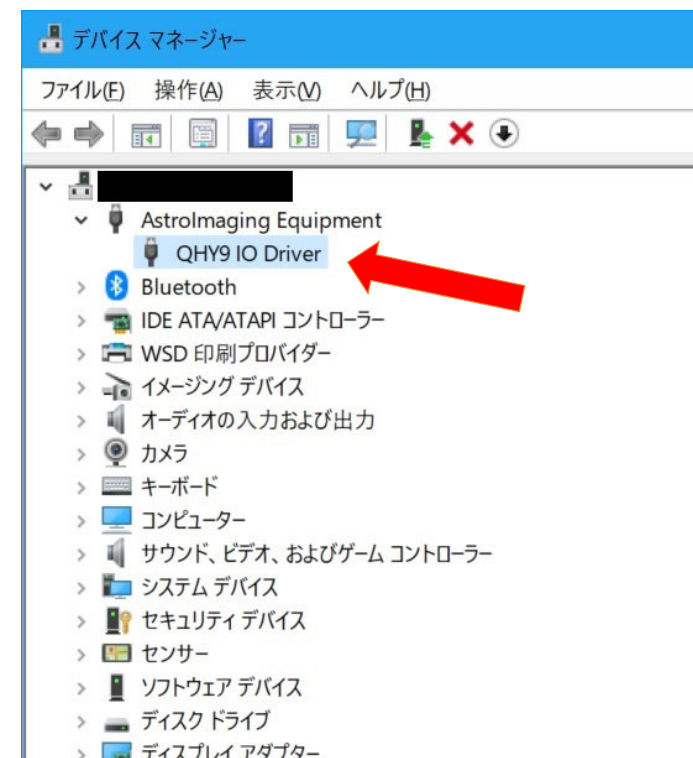 デバイス マネージャー
ファイル(F) 操作(A) 表示(V) ヘルプ(H)
AstroImaging Equipment
QHY9 IO Driver
Bluetooth
IDE ATA/ATAPI コントローラー
WSD 印刷プロバイダー
イメージング デバイス
オーディオの入力および出力
カメラ
キーボード
コンピューター
サウンド、ビデオ、およびゲーム コントローラー
システム デバイス
セキュリティ デバイス
センサー
ソフトウェア デバイス
ディスク ドライブ
ディスプレイ アダプター